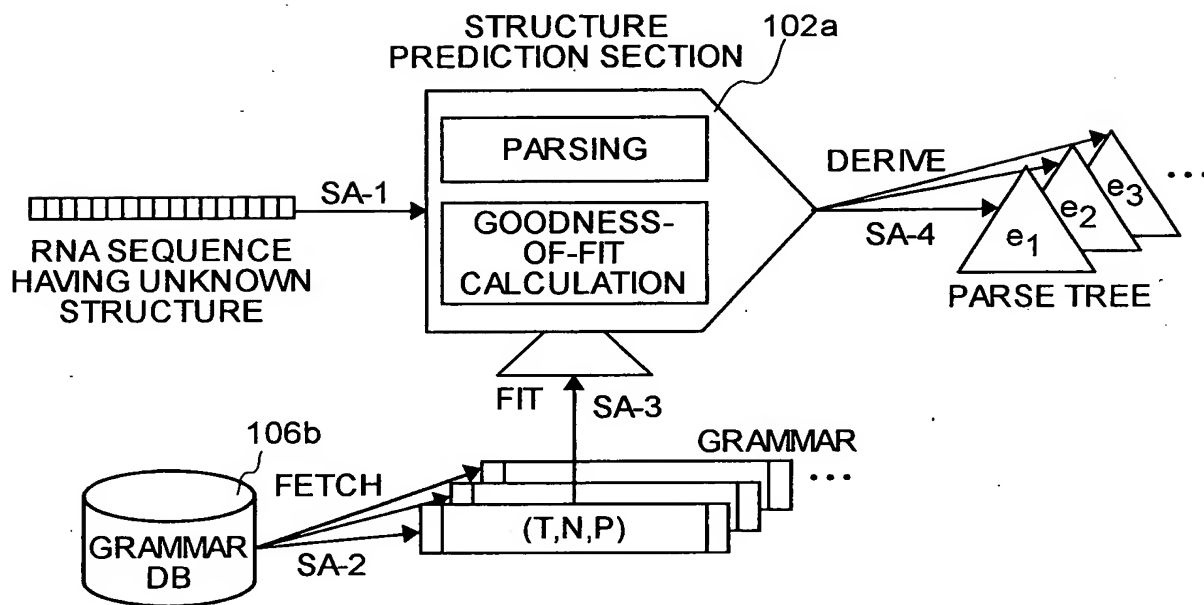 STRUCTURE
PREDICTION SECTION
102a
PARSING
GOODNESS-
OF-FIT
CALCULATION
SA-1
RNA SEQUENCE
HAVING UNKNOWN
STRUCTURE
DERIVE
SA-4
e1
e2
e3
...
PARSE TREE
FIT
SA-3
106b
GRAMMAR
DB
FETCH
SA-2
GRAMMAR
...
(T,N,P)